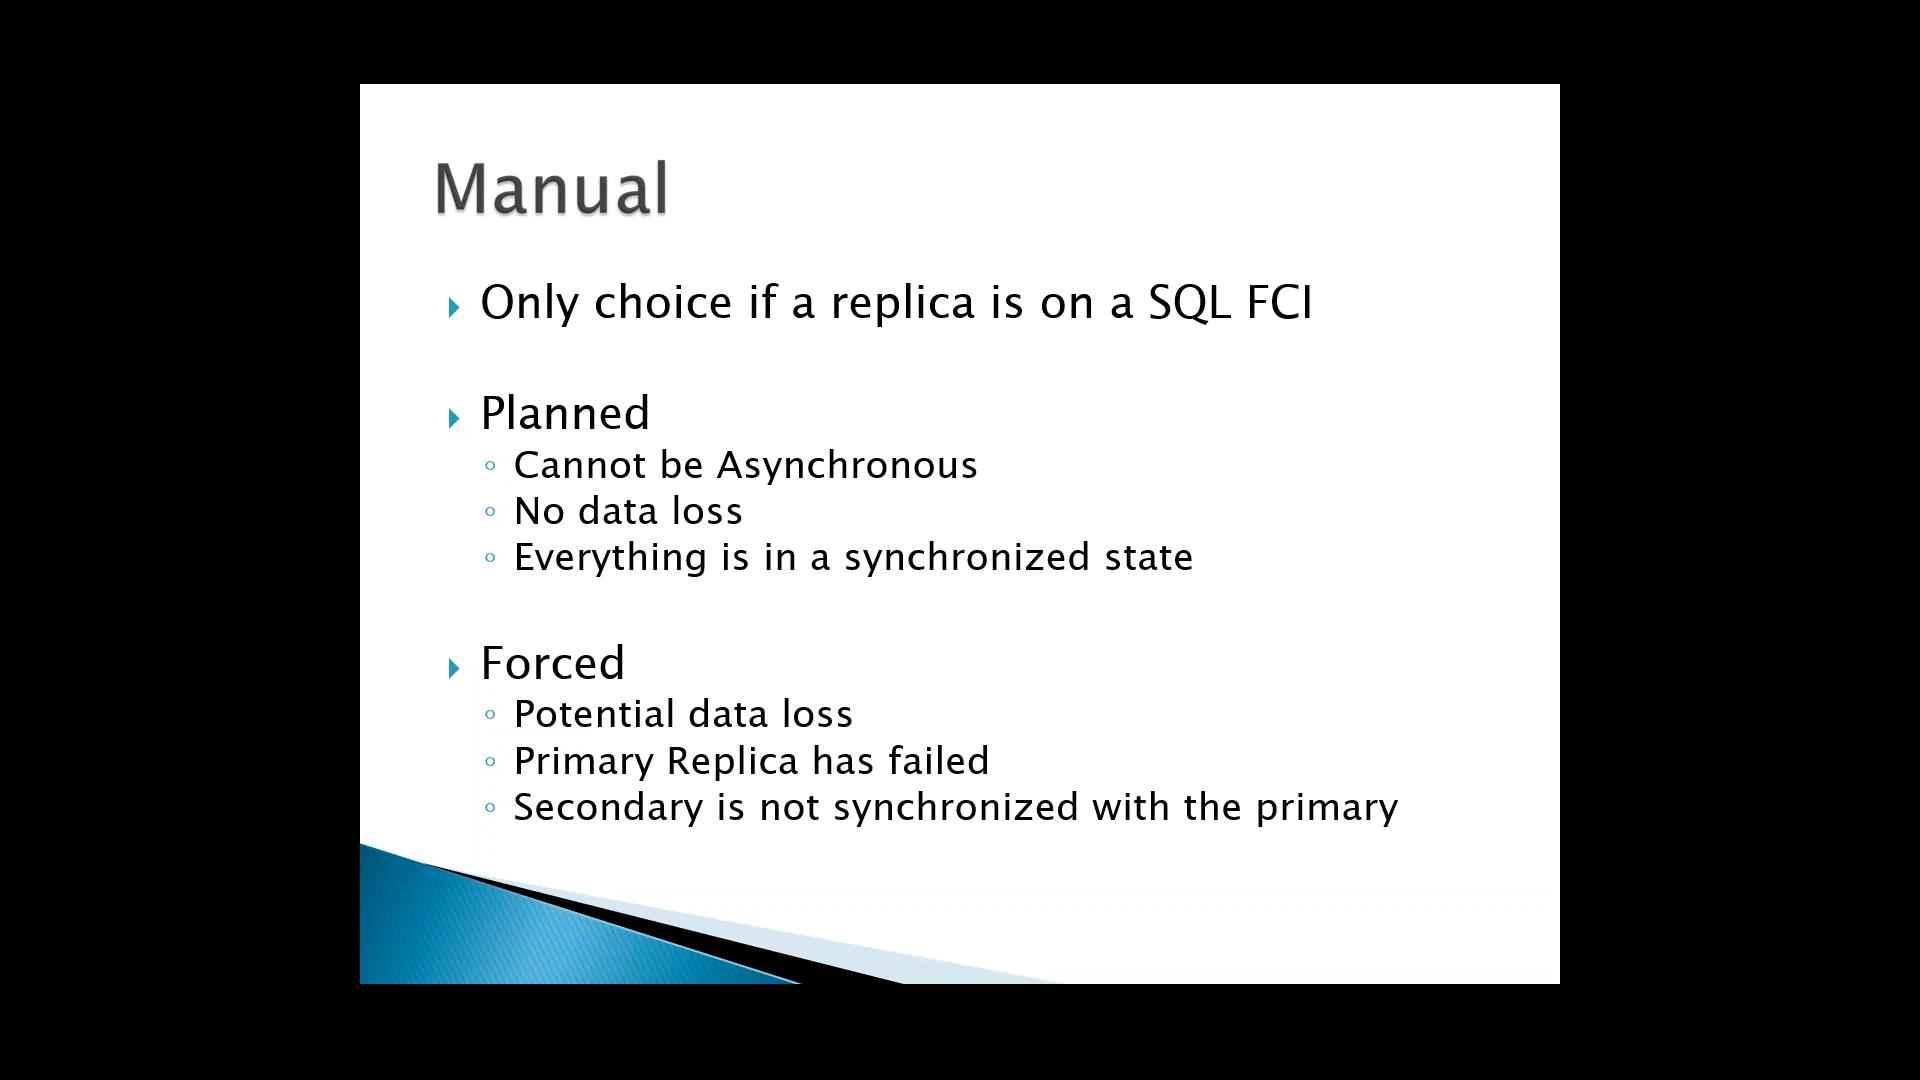 Manual
Only choice if a replica is on a SQL FCI
Planned
Cannot be Asynchronous
No data loss
Everything is in a synchronized state
Forced
Potential data loss
Primary Replica has failed
Secondary is not synchronized with the primary